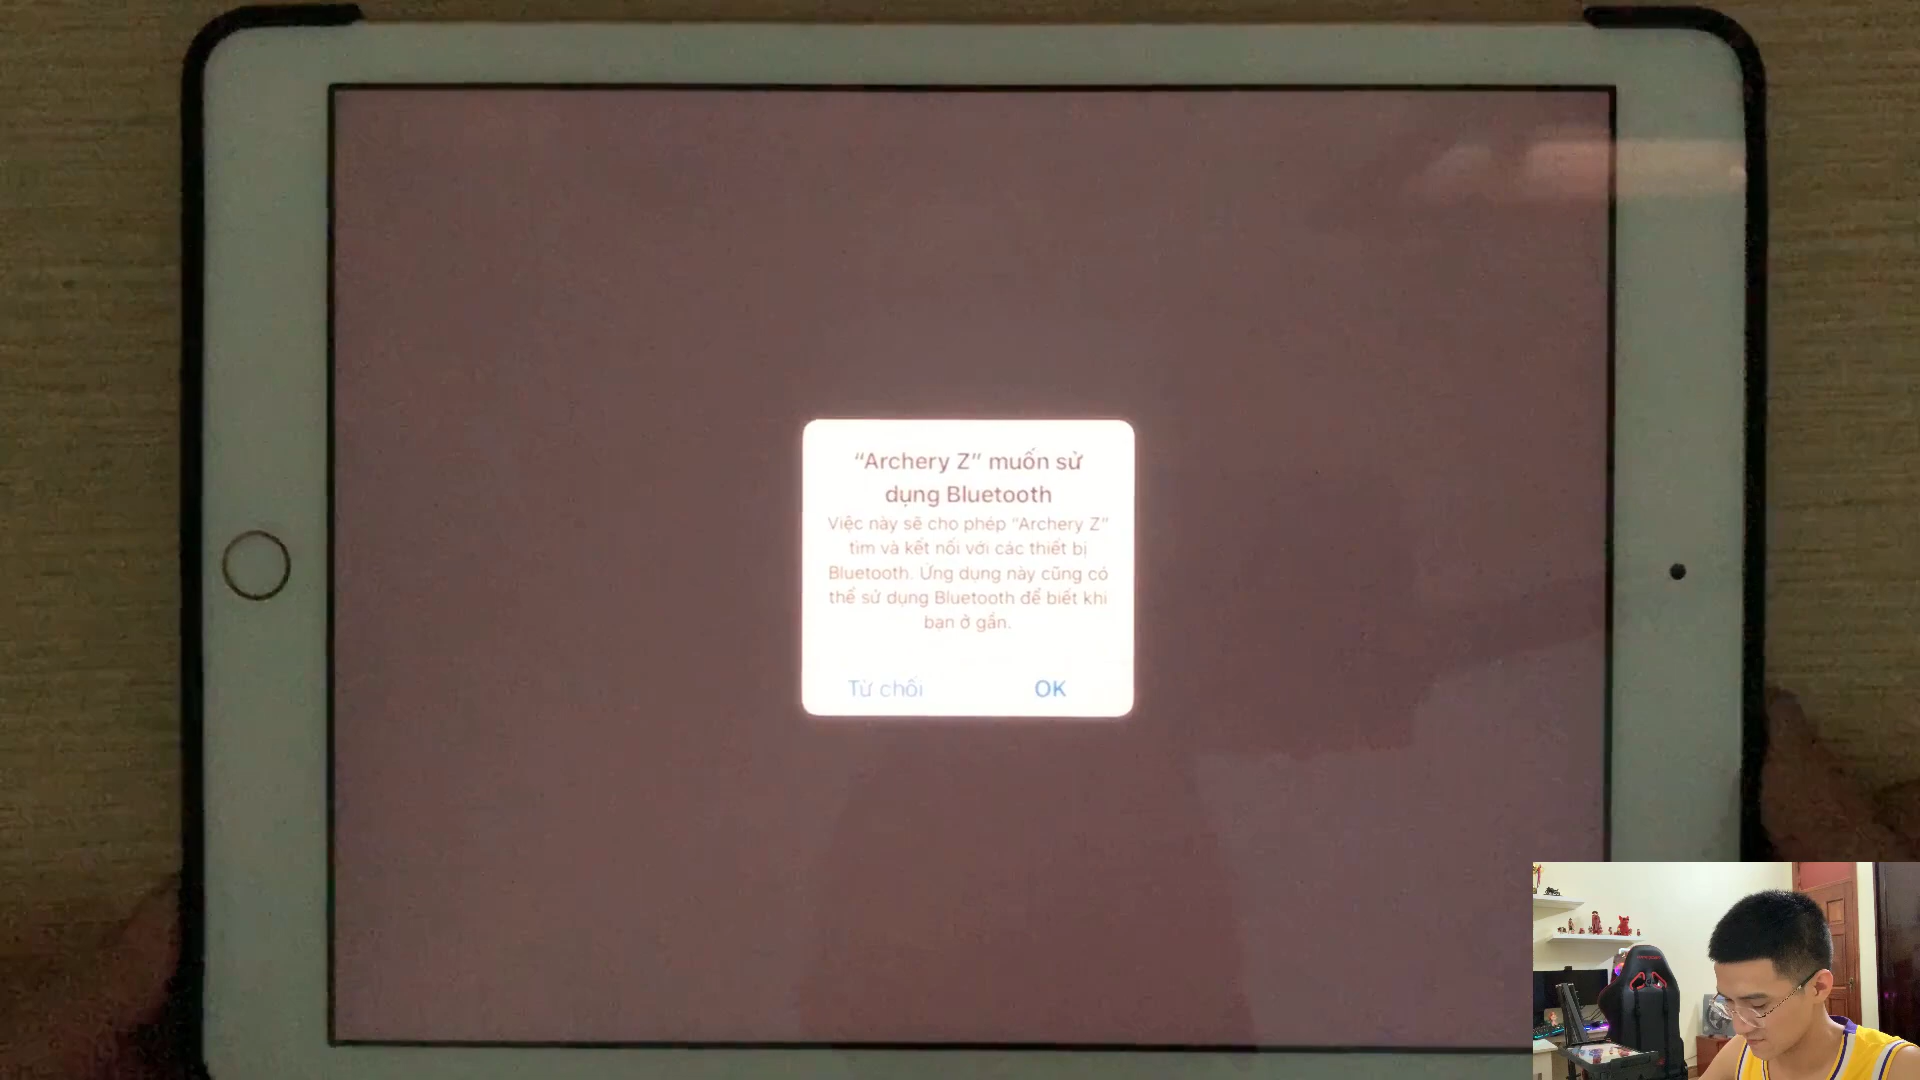 “Archery Z” muốn sử
dụng Bluetooth
Việc này sẽ cho phép “Archery Z”
tìm và kết nối với các thiết bị
Bluetooth. Ứng dụng này cũng có
thể sử dụng Bluetooth để biết khi
bạn ở gần.
Từ chối OK